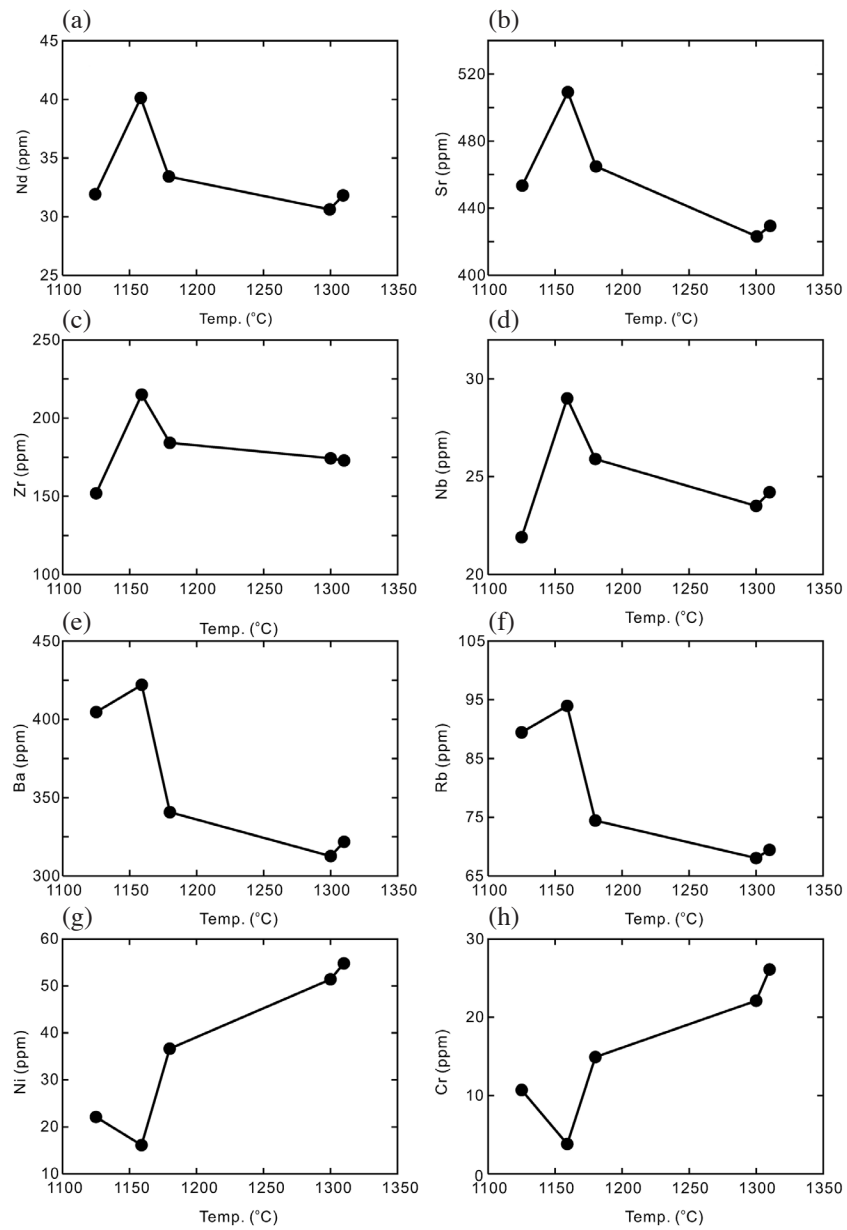 (a)
45
40
35
30
25
Nd (ppm)
1100 1150 1200 1250 1300 1350
Temp. (°C)
(b)
520
480
440
400
Sr (ppm)
1100 1150 1200 1250 1300 1350
Temp. (°C)
(c)
250
200
150
100
Zr (ppm)
1100 1150 1200 1250 1300 1350
Temp. (°C)
(d)
30
25
20
Nb (ppm)
1100 1150 1200 1250 1300 1350
(e)
450
400
350
300
Ba (ppm)
1100 1150 1200 1250 1300 1350
Temp. (°C)
(f)
105
95
85
75
65
Rb (ppm)
1100 1150 1200 1250 1300 1350
Temp. (°C)
(g)
60
50
40
30
20
10
Ni (ppm)
1100 1150 1200 1250 1300 1350
Temp. (°C)
(h)
30
20
10
0
Cr (ppm)
1100 1150 1200 1250 1300 1350
Temp. (°C)